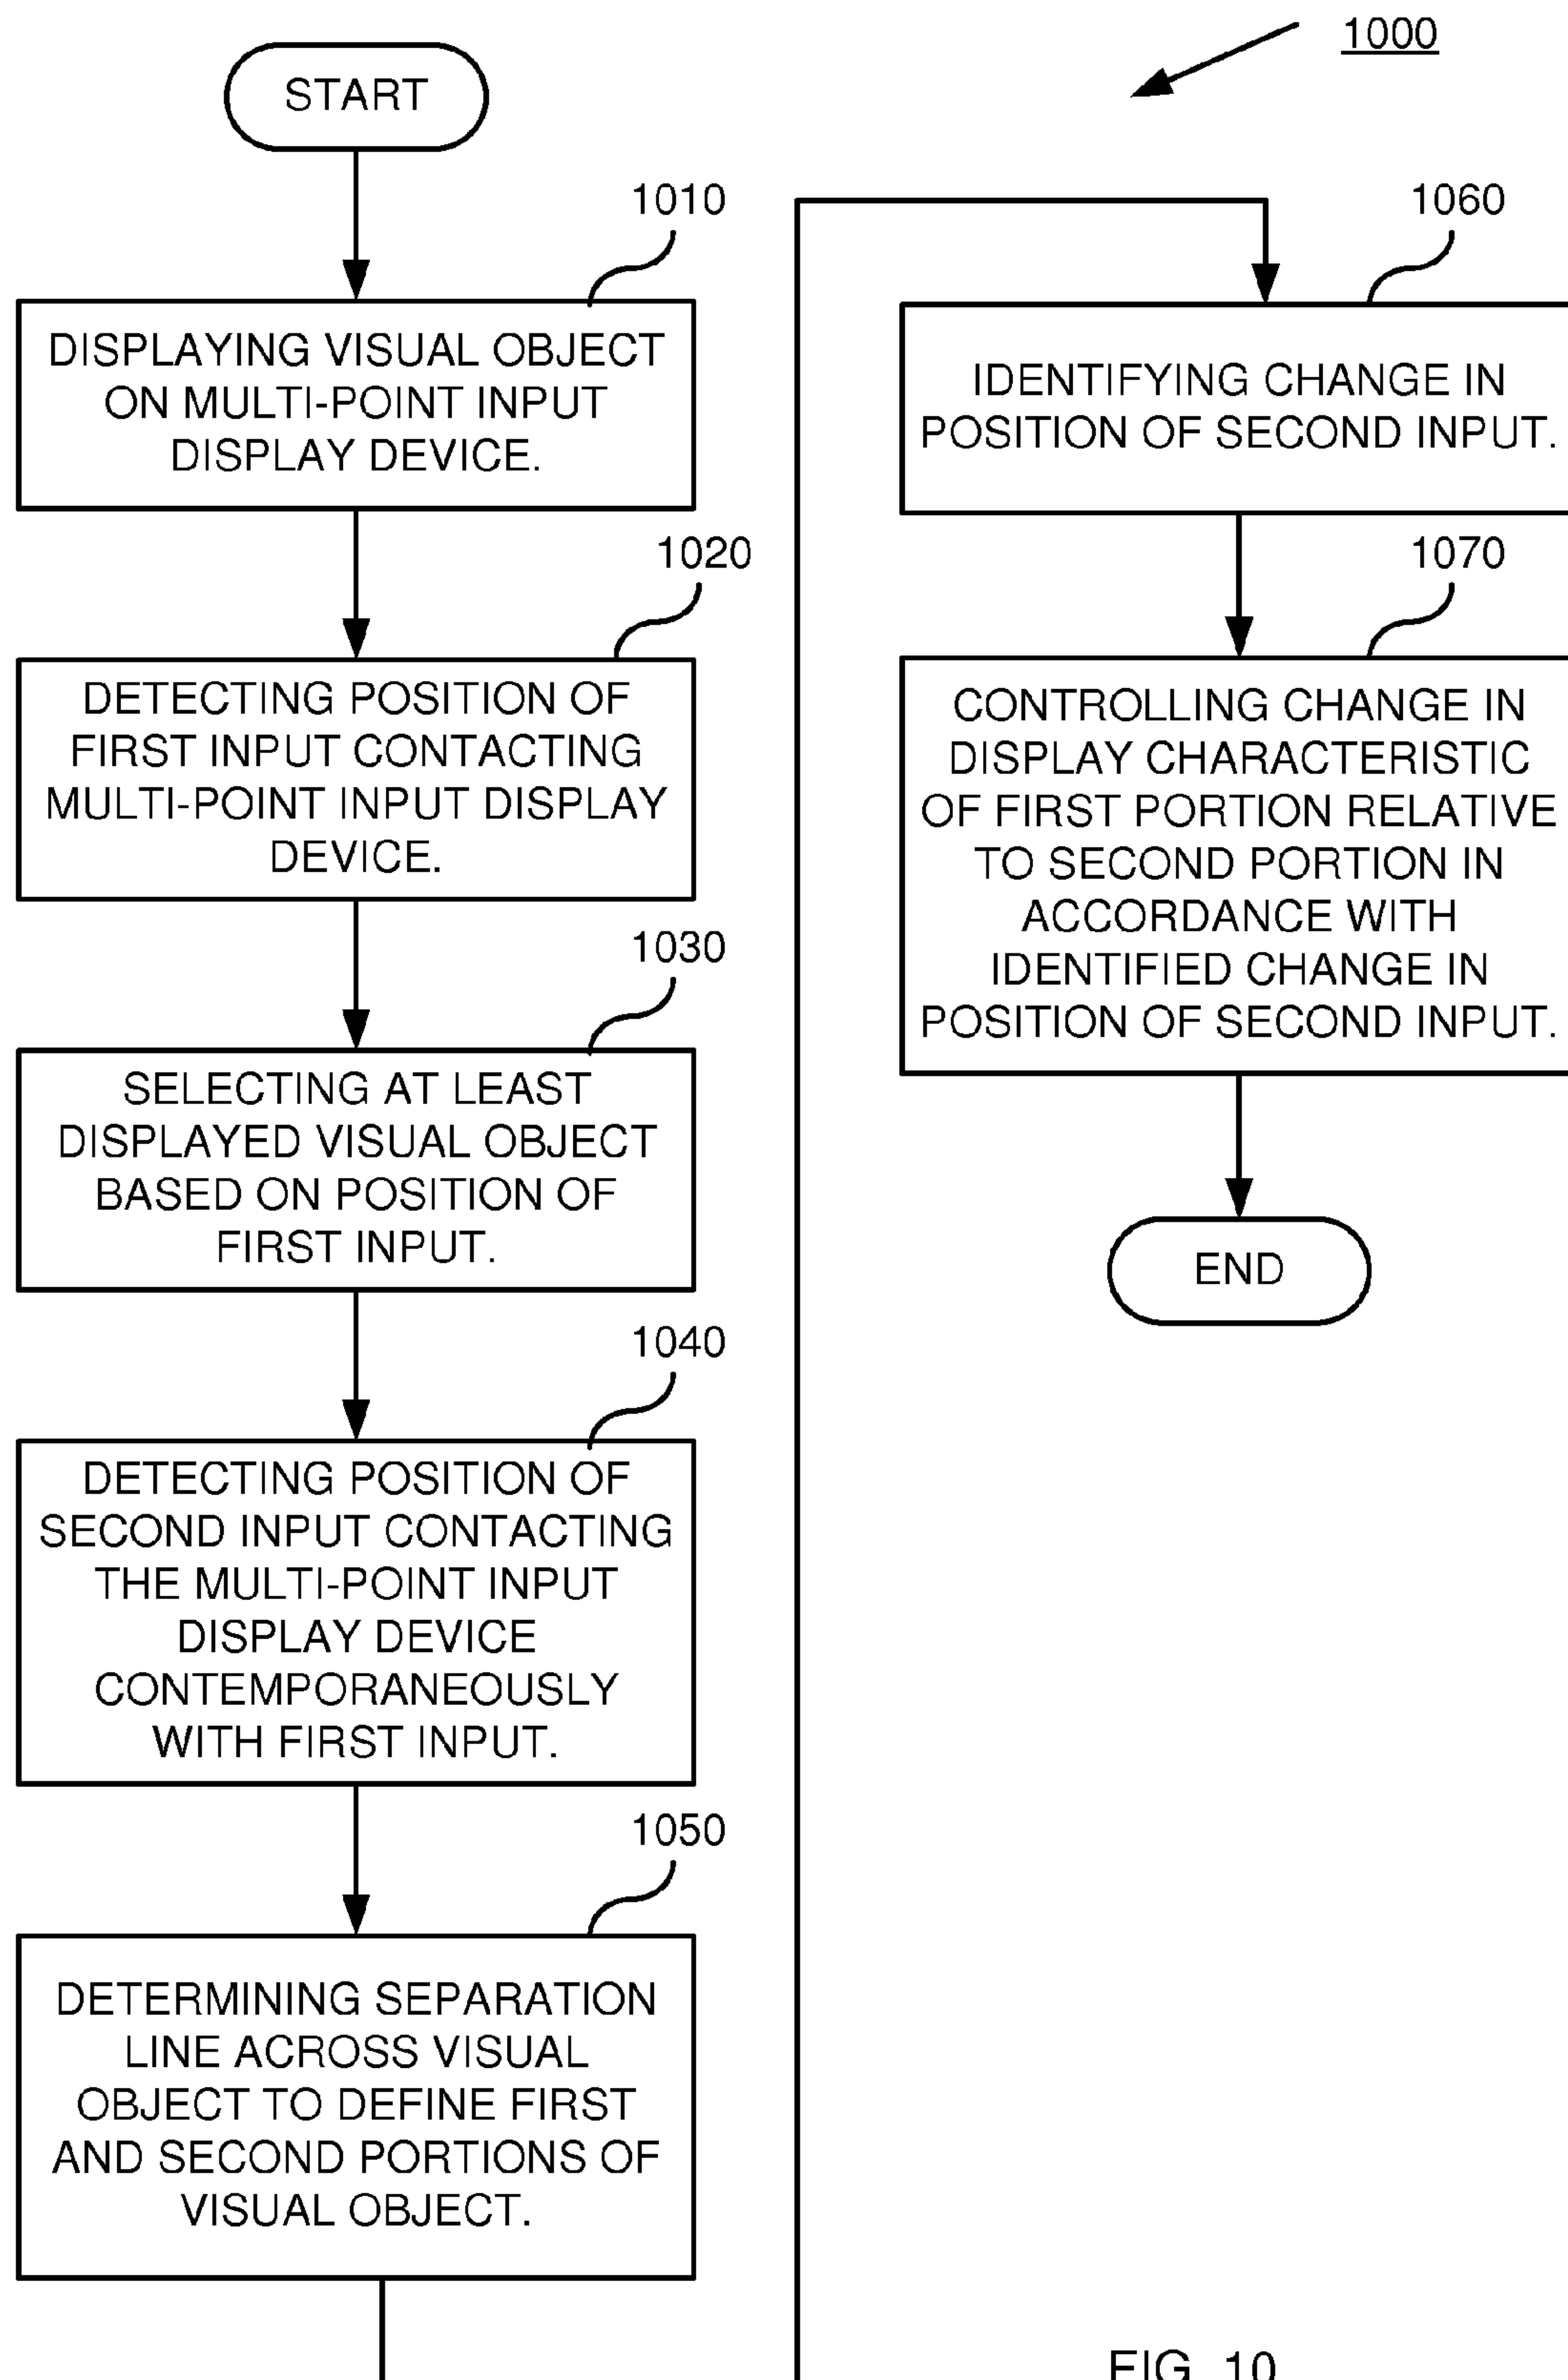 1000
START
1010
DISPLAYING VISUAL OBJECT
ON MULTI-POINT INPUT
DISPLAY DEVICE.
1020
DETECTING POSITION OF
FIRST INPUT CONTACTING
MULTI-POINT INPUT DISPLAY
DEVICE.
1030
SELECTING AT LEAST
DISPLAYED VISUAL OBJECT
BASED ON POSITION OF
FIRST INPUT.
1040
DETECTING POSITION OF
SECOND INPUT CONTACTING
THE MULTI-POINT INPUT
DISPLAY DEVICE
CONTEMPORANEOUSLY
WITH FIRST INPUT.
1050
DETERMINING SEPARATION
LINE ACROSS VISUAL
OBJECT TO DEFINE FIRST
AND SECOND PORTIONS OF
VISUAL OBJECT.
1060
IDENTIFYING CHANGE IN
POSITION OF SECOND INPUT.
1070
CONTROLLING CHANGE IN
DISPLAY CHARACTERISTIC
OF FIRST PORTION RELATIVE
TO SECOND PORTION IN
ACCORDANCE WITH
IDENTIFIED CHANGE IN
POSITION OF SECOND INPUT.
END
FIG. 10